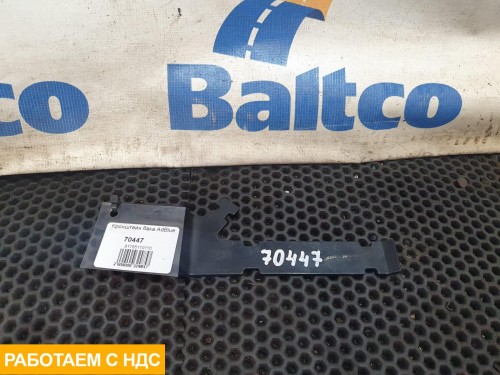 co
Baltco
кронштейн бака AdBlue
70447
70447
РАБОТАЕМ С НДС